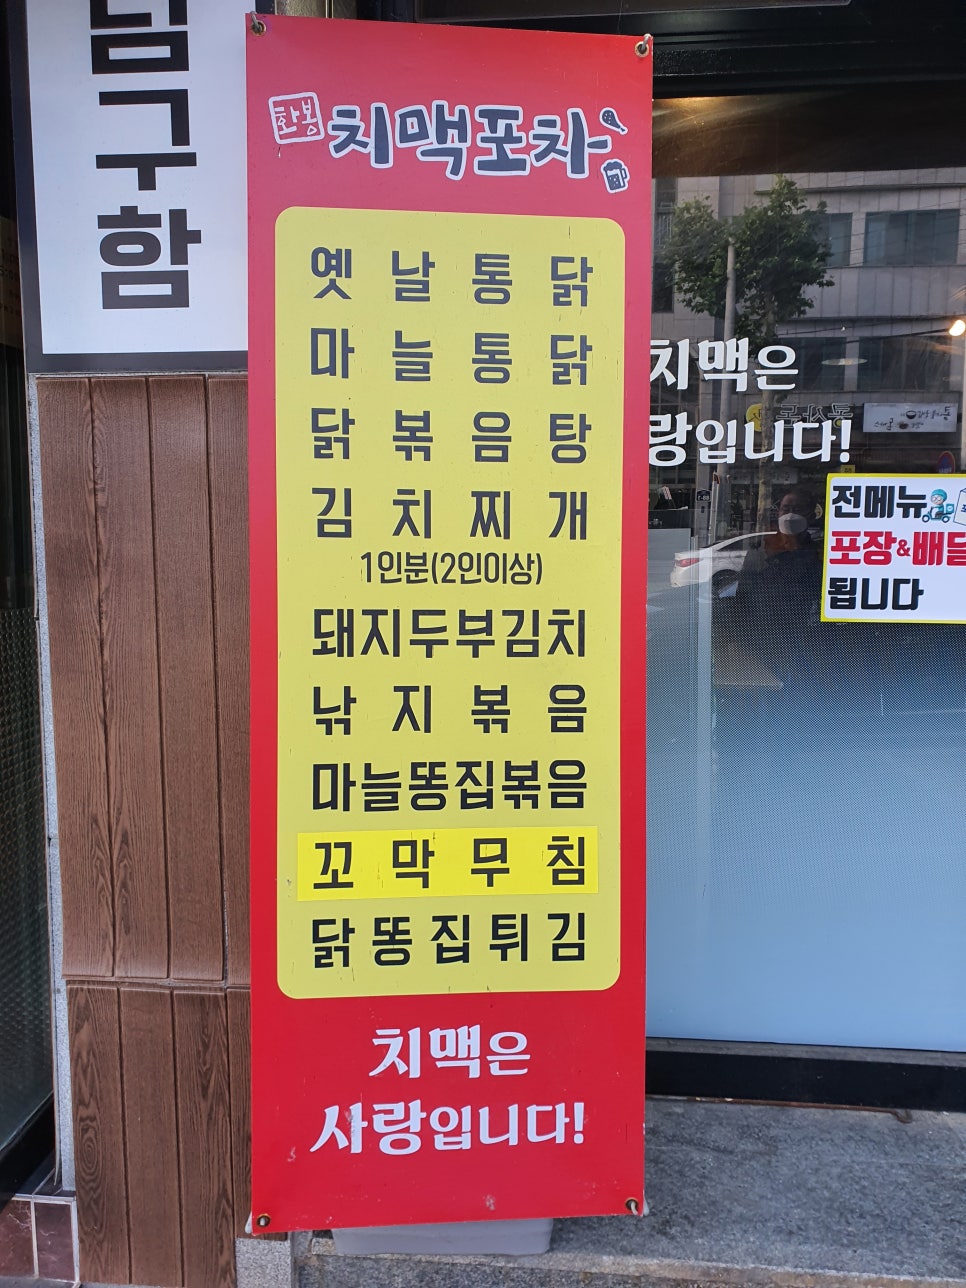 구함
화봉
치맥포차
옛날통닭
마늘통닭
닭볶음탕
김치찌개
1인분(2인이상)
돼지두부김치
낚지볶음
마늘똥집볶음
꼬막무침
닭똥집튀김
치맥은
사랑입니다!
치맥은
랑입니다!
전메뉴
포장&배달
됩니다